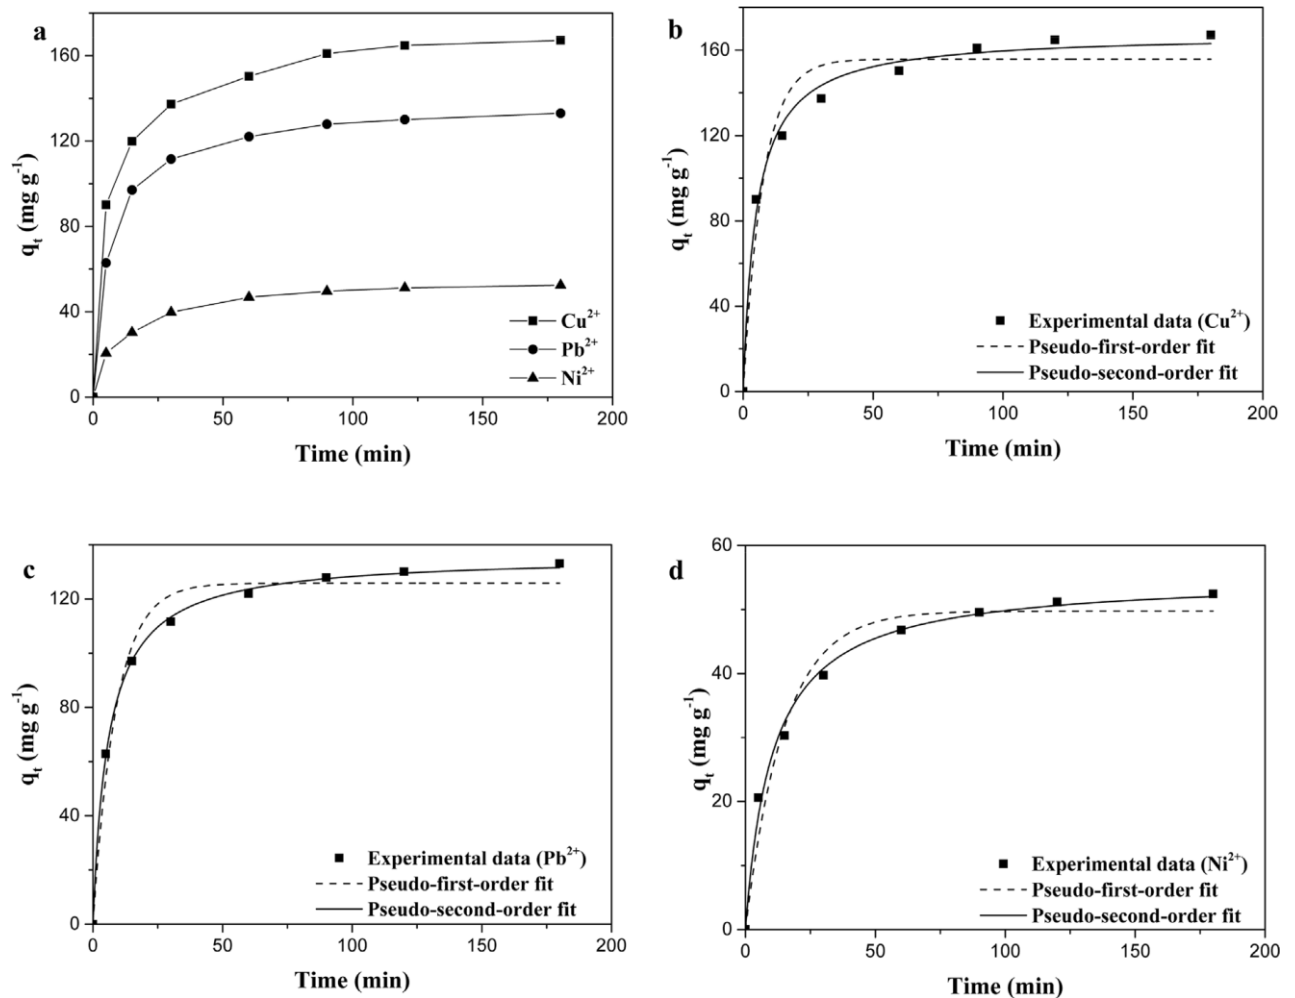 a
160
120
80
40
0
q_t (mg g^-1)
Cu^2+
Pb^2+
Ni^2+
0 50 100 150 200
Time (min)
b
160
120
80
40
0
q_t (mg g^-1)
Experimental data (Cu^2+)
Pseudo-first-order fit
Pseudo-second-order fit
0 50 100 150 200
Time (min)
c
120
80
40
0
q_t (mg g^-1)
Experimental data (Pb^2+)
Pseudo-first-order fit
Pseudo-second-order fit
0 50 100 150 200
Time (min)
d
60
40
20
0
q_t (mg g^-1)
Experimental data (Ni^2+)
Pseudo-first-order fit
Pseudo-second-order fit
0 50 100 150 200
Time (min)